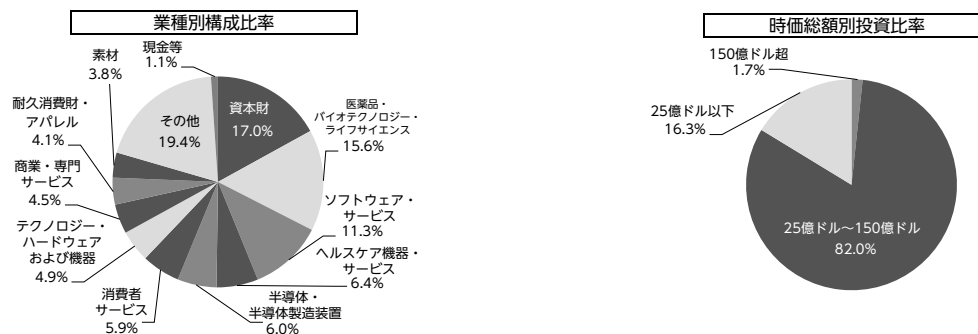 業種別構成比率
現金等
1.1%
資本財
17.0%
医薬品・
バイオテクノロジー・
ライフサイエンス
15.6%
ソフトウェア・
サービス
11.3%
ヘルスケア機器・
サービス
6.4%
半導体・
半導体製造装置
6.0%
消費者
サービス
5.9%
テクノロジー・
ハードウェア
および機器
4.9%
商業・専門
サービス
4.5%
耐久消費財・
アパレル
4.1%
素材
3.8%
その他
19.4%
時価総額別投資比率
150億ドル超
1.7%
25億ドル以下
16.3%
25億ドル～150億ドル
82.0%